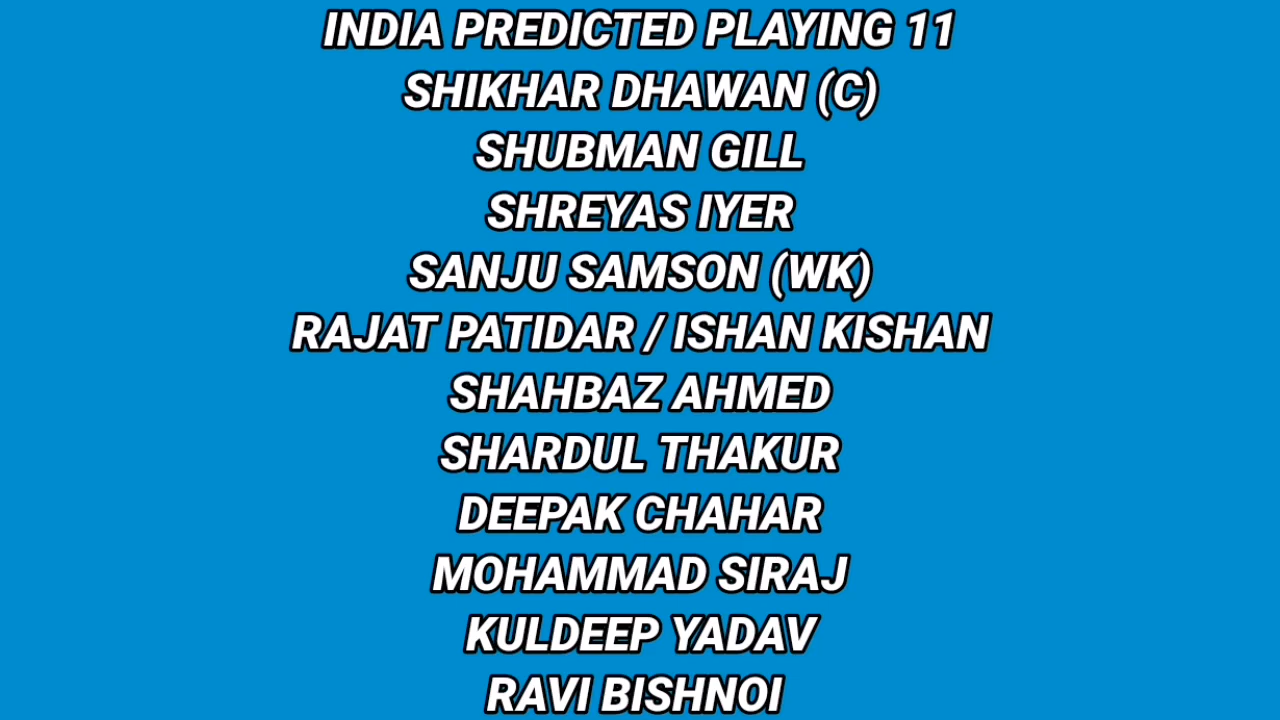 INDIA PREDICTED PLAYING 11
SHIKHAR DHAWAN (C)
SHUBMAN GILL
SHREYAS IYER
SANJU SAMSON (WK)
RAJAT PATIDAR / ISHAN KISHAN
SHAHBAZ AHMED
SHARDUL THAKUR
DEEPAK CHAHAR
MOHAMMAD SIRAJ
KULDEEP YADAV
RAVI BISHNOI